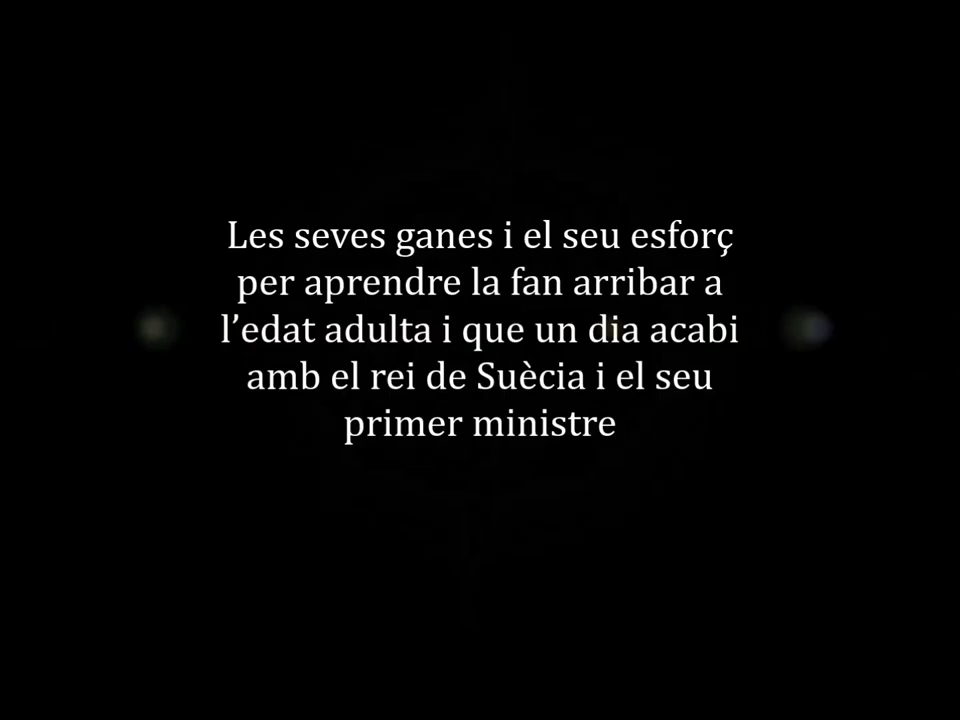 Les seves ganes i el seu esforç
per aprendre la fan arribar a
l’edat adulta i que un dia acabi
amb el rei de Suècia i el seu
primer ministre